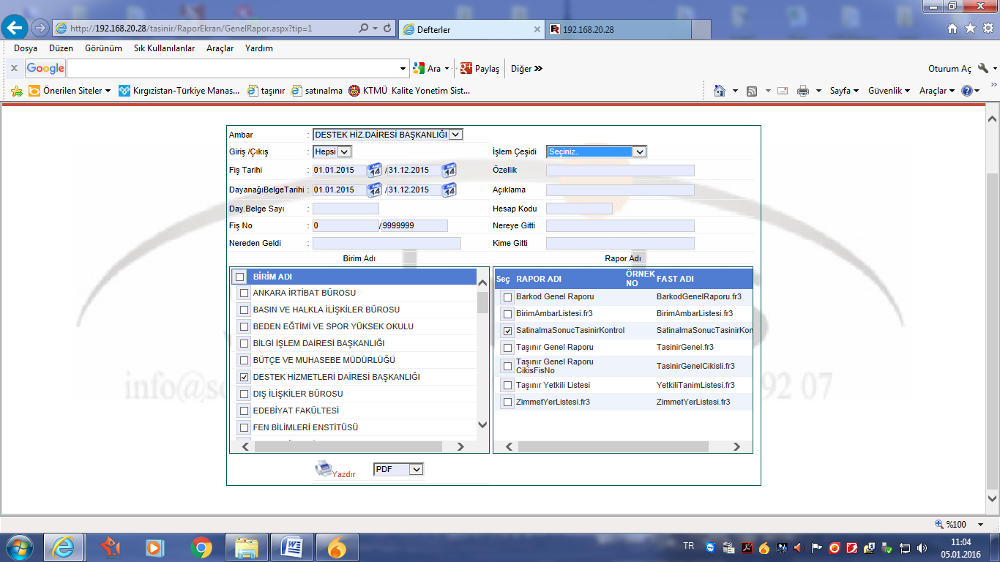 http://192.168.20.28/tasinir/RaporEkran/GenelRapor.aspx?tip=1
Defterler
192.168.20.28
Dosya Düzen Görünüm Sık Kullanılanlar Araçlar Yardım
x Google Ara Paylaş Diğer » Oturum Aç
Önerilen Siteler Kırgızistan-Türkiye Manas... taşınır satınalma KTMÜ Kalite Yonetim Sist... Sayfa Güvenlik Araçlar
Ambar : DESTEK HİZ.DAİRESİ BAŞKANLIĞI
Giriş /Çıkış : Hepsi İşlem Çeşidi Seçiniz..
Fiş Tarihi : 01.01.2015 14 / 31.12.2015 14 Özellik
DayanağıBelgeTarihi : 01.01.2015 14 / 31.12.2015 14 Açıklama
Day.Belge Sayı : Hesap Kodu
Fiş No : 0 / 9999999 Nereye Gitti
Nereden Geldi : Kime Gitti
Birim Adı Rapor Adı
BİRİM ADI
ANKARA İRTİBAT BÜROSU
BASIN VE HALKLA İLİŞKİLER BÜROSU
BEDEN EĞTİMİ VE SPOR YÜKSEK OKULU
BİLGİ İŞLEM DAİRESİ BAŞKANLIĞI
BÜTÇE VE MUHASEBE MÜDÜRLÜĞÜ
DESTEK HİZMETLERİ DAİRESİ BAŞKANLIĞI
DIŞ İLİŞKİLER BÜROSU
EDEBİYAT FAKÜLTESİ
FEN BİLİMLERİ ENSTİTÜSÜ
Seç RAPOR ADI ÖRNEK NO FAST ADI
Barkod Genel Raporu BarkodGenelRaporu.fr3
BirimAmbarListesi.fr3 BirimAmbarListesi.fr3
SatinalmaSonucTasinirKontrol SatinalmaSonucTasinirKon
Taşınır Genel Raporu TasinirGenel.fr3
Taşınır Genel Raporu
CikisFisNo TasinirGenelCikisli.fr3
Taşınır Yetkili Listesi YetkiliTanimListesi.fr3
ZimmetYerListesi.fr3 ZimmetYerListesi.fr3
info@s 92 07
Yazdır PDF
%100
TR 11:04
05.01.2016